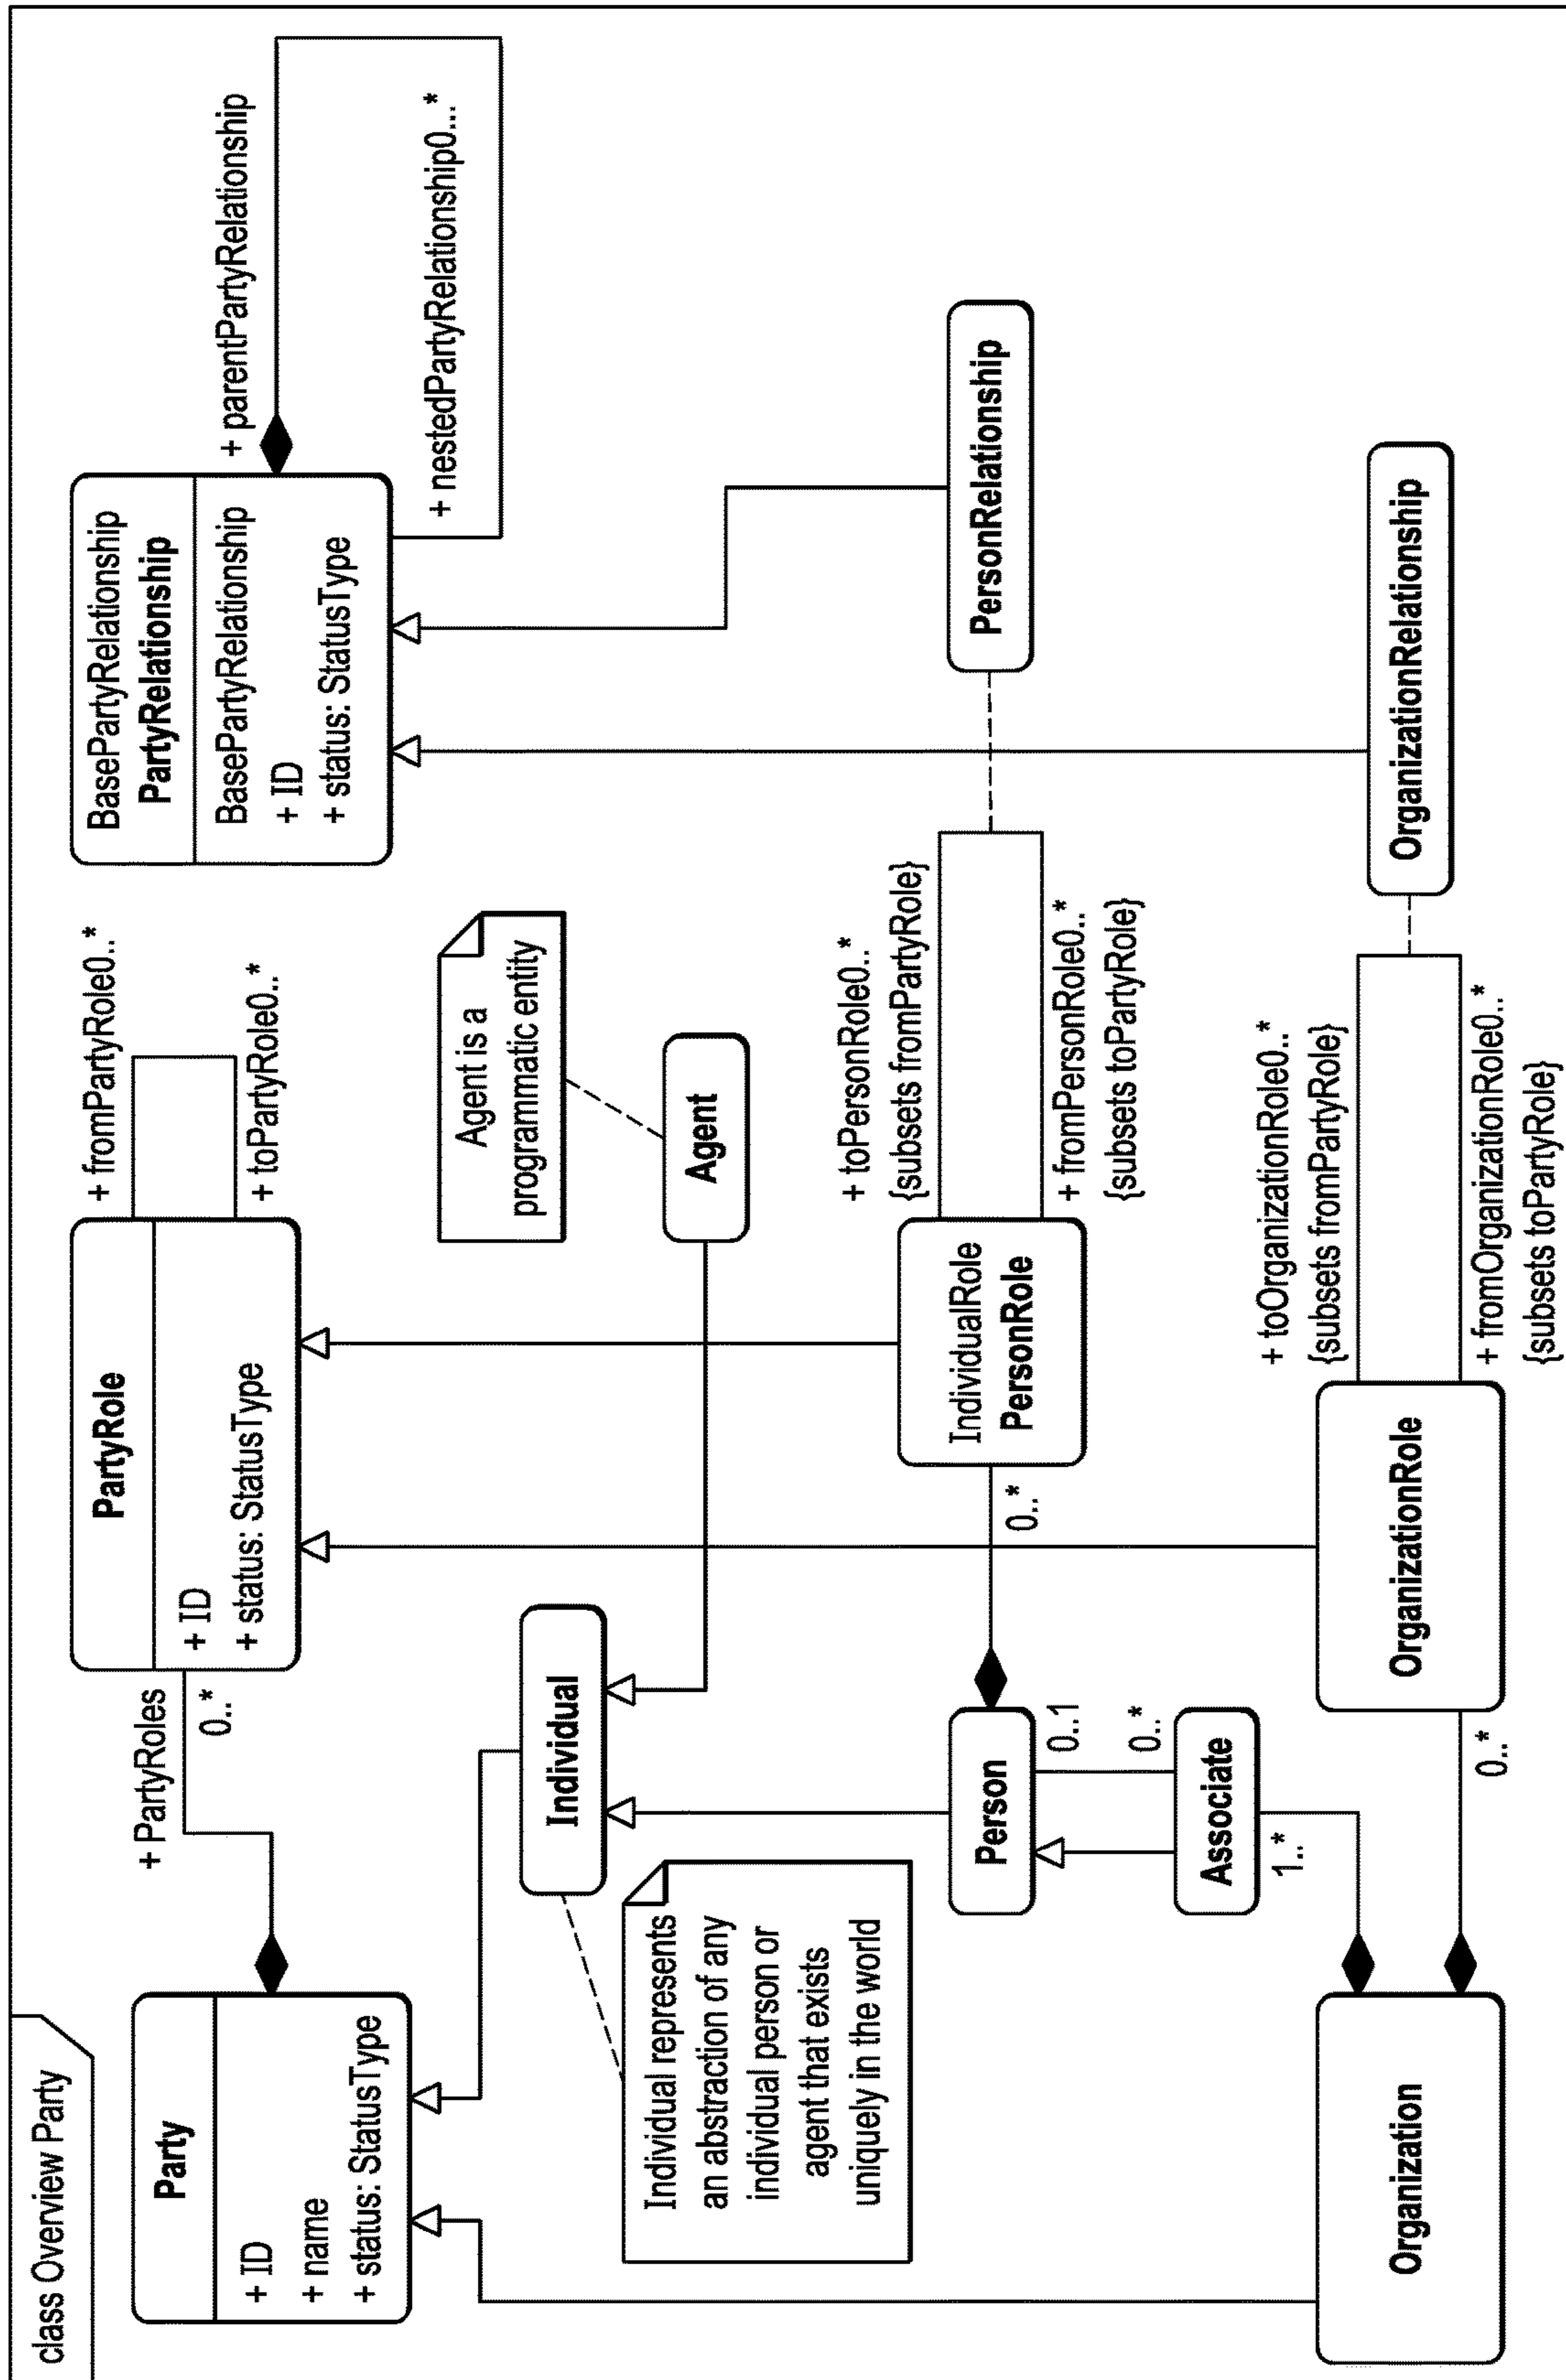 class Overview Party
Party
+ ID
+ name
+ status: StatusType
+ PartyRoles
0..*
PartyRole
+ ID
+ status: StatusType
+ fromPartyRole0..*
+ toPartyRole0..*
BasePartyRelationship
PartyRelationship
BasePartyRelationship
+ ID
+ status: StatusType
+ parentPartyRelationship
+ nestedPartyRelationship0...*
Individual
Individual represents
an abstraction of any
individual person or
agent that exists
uniquely in the world
Agent is a
programmatic entity
Agent
Person
0..1
0..*
Associate
1..*
0..*
IndividualRole
PersonRole
+ toPersonRole0..*
{subsets fromPartyRole}
+ fromPersonRole0..*
{subsets toPartyRole}
PersonRelationship
Organization
0..*
OrganizationRole
+ toOrganizationRole0..*
{subsets fromPartyRole}
+ fromOrganizationRole0..*
{subsets toPartyRole}
OrganizationRelationship